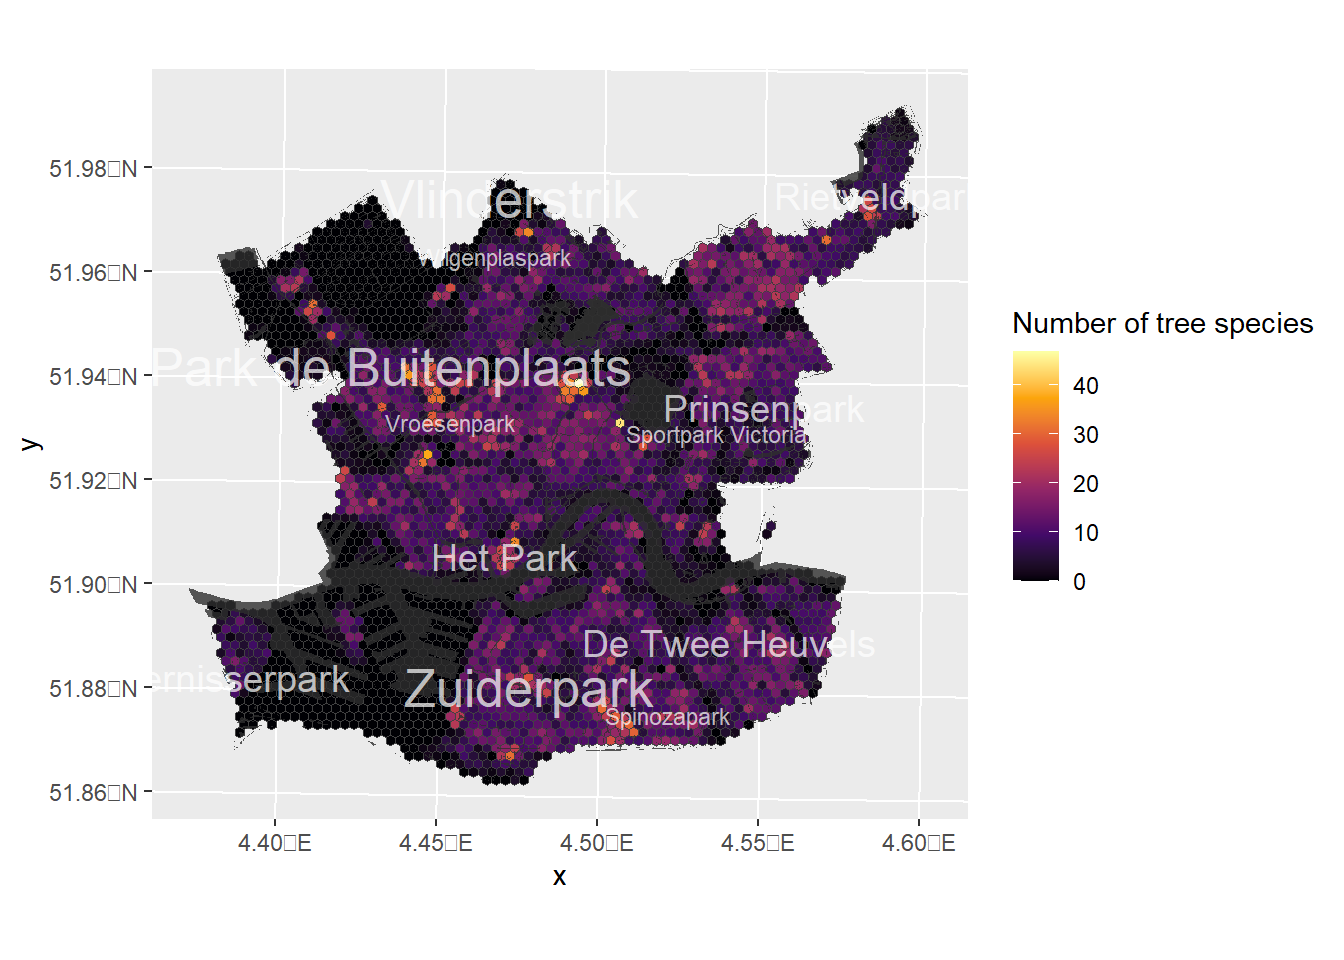 51.98□N
51.96□N
51.94□N
51.92□N
51.90□N
51.88□N
51.86□N
y
Vlinderstrik
Rietveldpar
Wilgenplaspark
Park de Buitenplaats
Prinsenpark
Vroesenpark
Sportpark Victoria
Het Park
De Twee Heuvels
ernisserpark
Zuiderpark
Spinozapark
4.40□E
4.45□E
4.50□E
4.55□E
4.60□E
x
Number of tree species
40
30
20
10
0